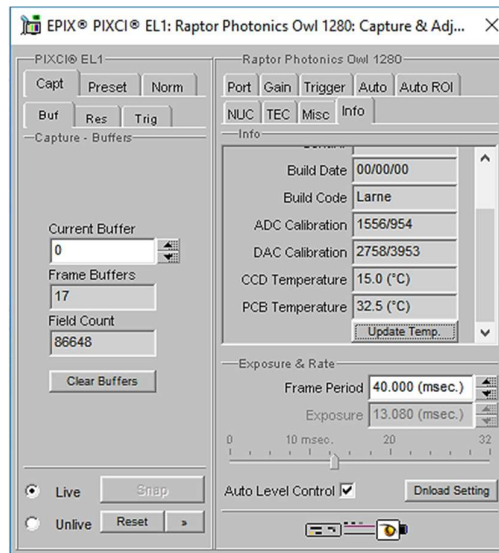 EPIX® PIXCI® EL1: Raptor Photonics Owl 1280: Capture & Adj...
PIXCI® EL1
Capt Preset Norm
Buf Res Trig
Capture - Buffers
Current Buffer
0
Frame Buffers
17
Field Count
86648
Clear Buffers
Live Snap
Unlive Reset »
Raptor Photonics Owl 1280
Port Gain Trigger Auto Auto ROI
NUC TEC Misc Info
Info
Build Date 00/00/00
Build Code Larne
ADC Calibration 1556/954
DAC Calibration 2758/3953
CCD Temperature 15.0 (°C)
PCB Temperature 32.5 (°C)
Update Temp.
Exposure & Rate
Frame Period 40.000 (msec.)
Exposure 13.080 (msec.)
0 10 msec. 20 32
Auto Level Control Dnload Setting